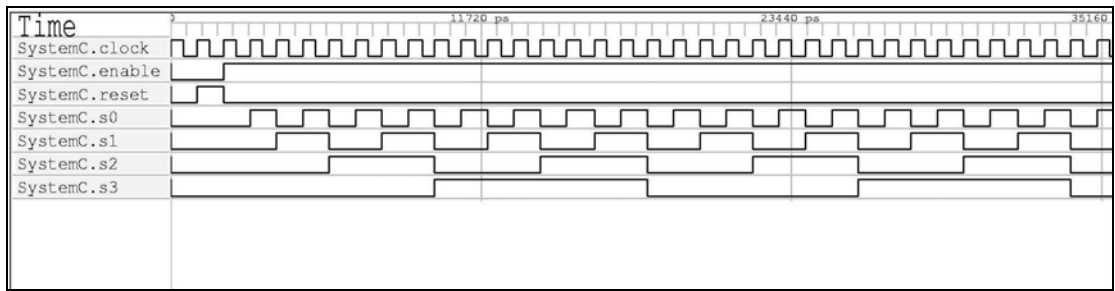 Time
0 11720 ps 23440 ps 35160
SystemC.clock
SystemC.enable
SystemC.reset
SystemC.s0
SystemC.s1
SystemC.s2
SystemC.s3